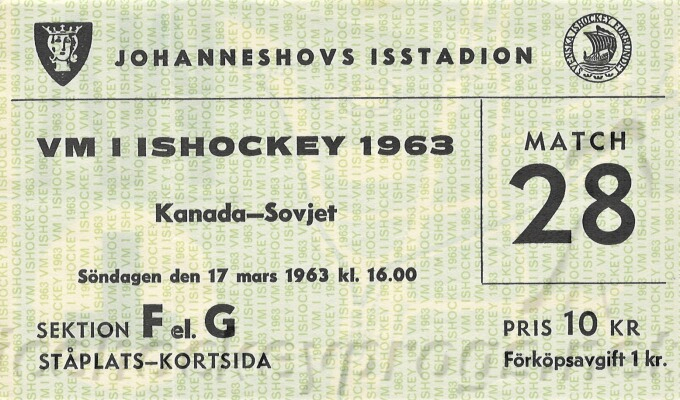 JOHANNESHOVS ISSTADION
SVENSKA ISHOCKEY FÖRBUNDET
VM I ISHOCKEY 1963
MATCH
28
Kanada—Sovjet
Söndagen den 17 mars 1963 kl. 16.00
SEKTION F el. G
STÅPLATS—KORTSIDA
PRIS 10 KR
Förköpsavgift 1 kr.